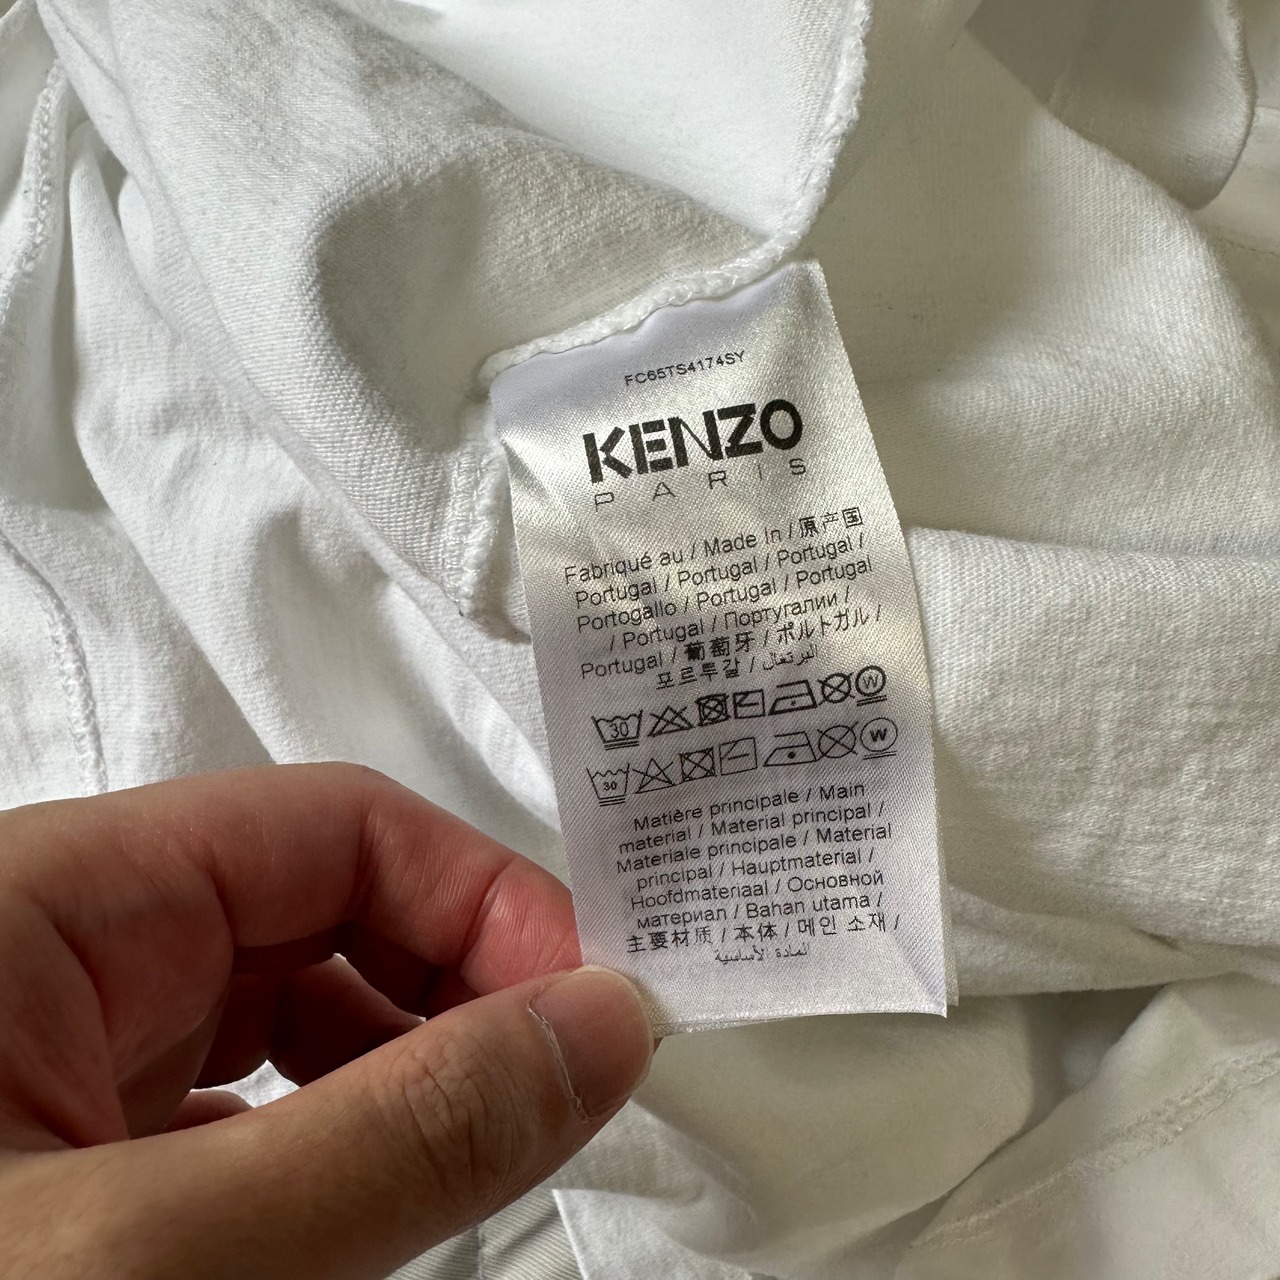 FC65TS4174SY
KENZO
PARIS
Fabriqué au / Made In / 原产国
Portugal / Portugal / Portugal /
Portogallo / Portugal / Portugal
/ Portugal / Португалии /
Portugal / 葡萄牙 / ポルトガル /
포르투갈 / البرتغال
30 W
30 W
Matière principale / Main
material / Material principal /
Materiale principale / Material
principal / Hauptmaterial /
Hoofdmateriaal / Основной
материал / Bahan utama /
主要材质 / 本体 / 메인 소재 /
المادة الأساسية